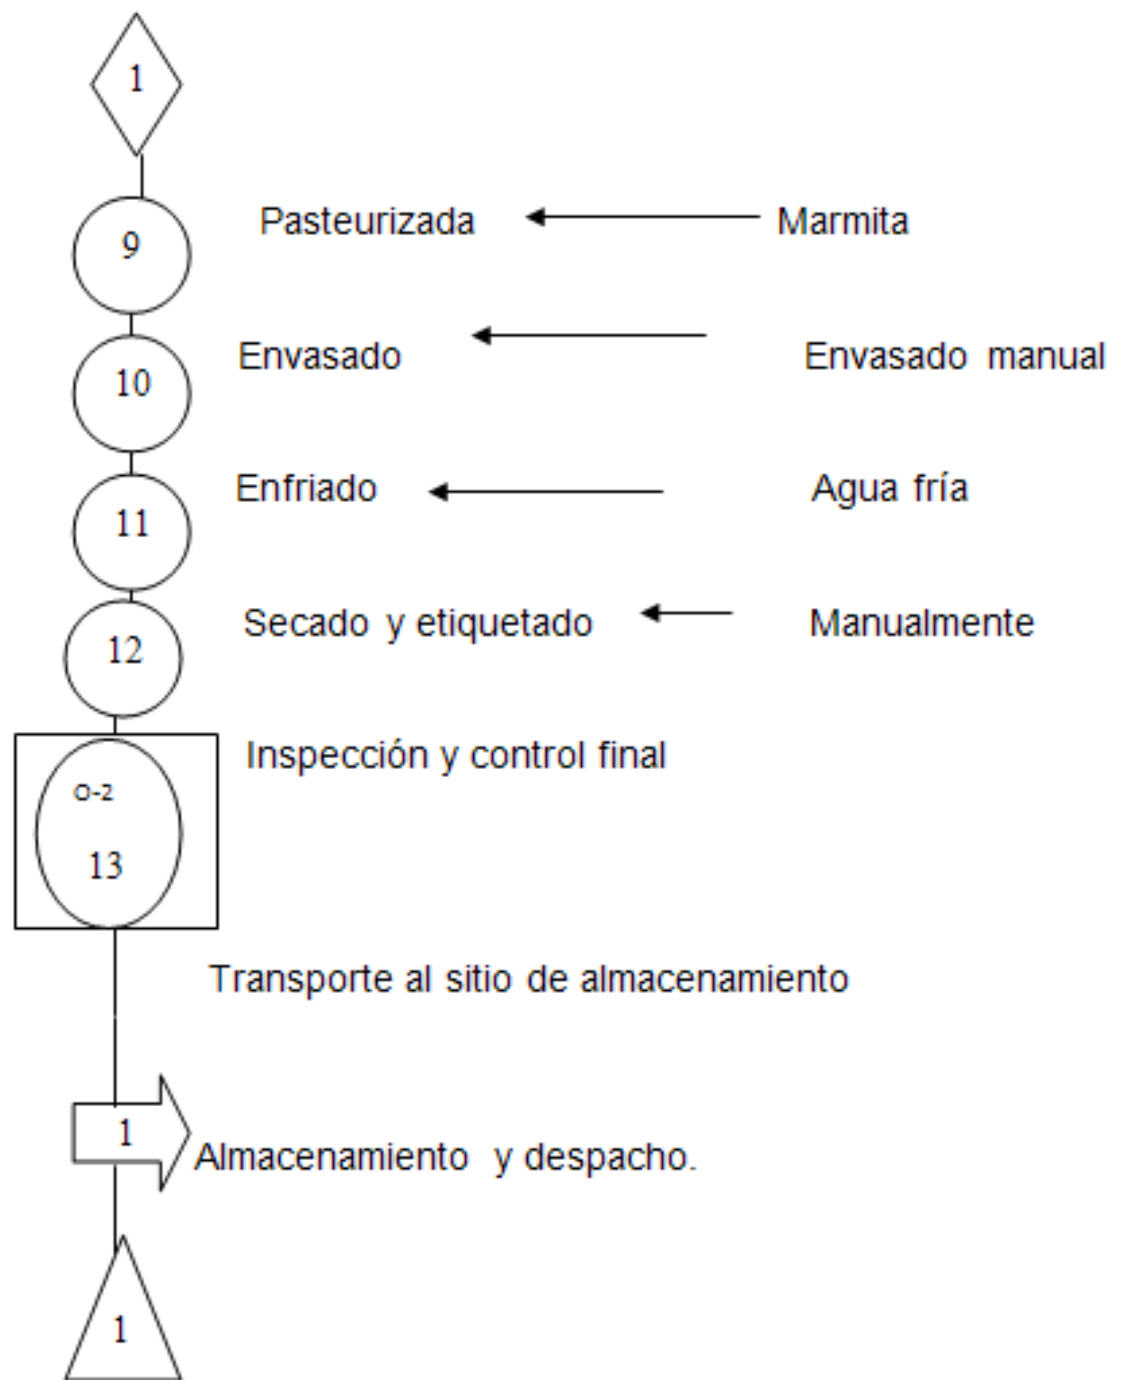 1
9 Pasteurizada Marmita
10 Envasado Envasado manual
11 Enfriado Agua fría
12 Secado y etiquetado Manualmente
Inspección y control final
O-2
13
Transporte al sitio de almacenamiento
1
Almacenamiento y despacho.
1